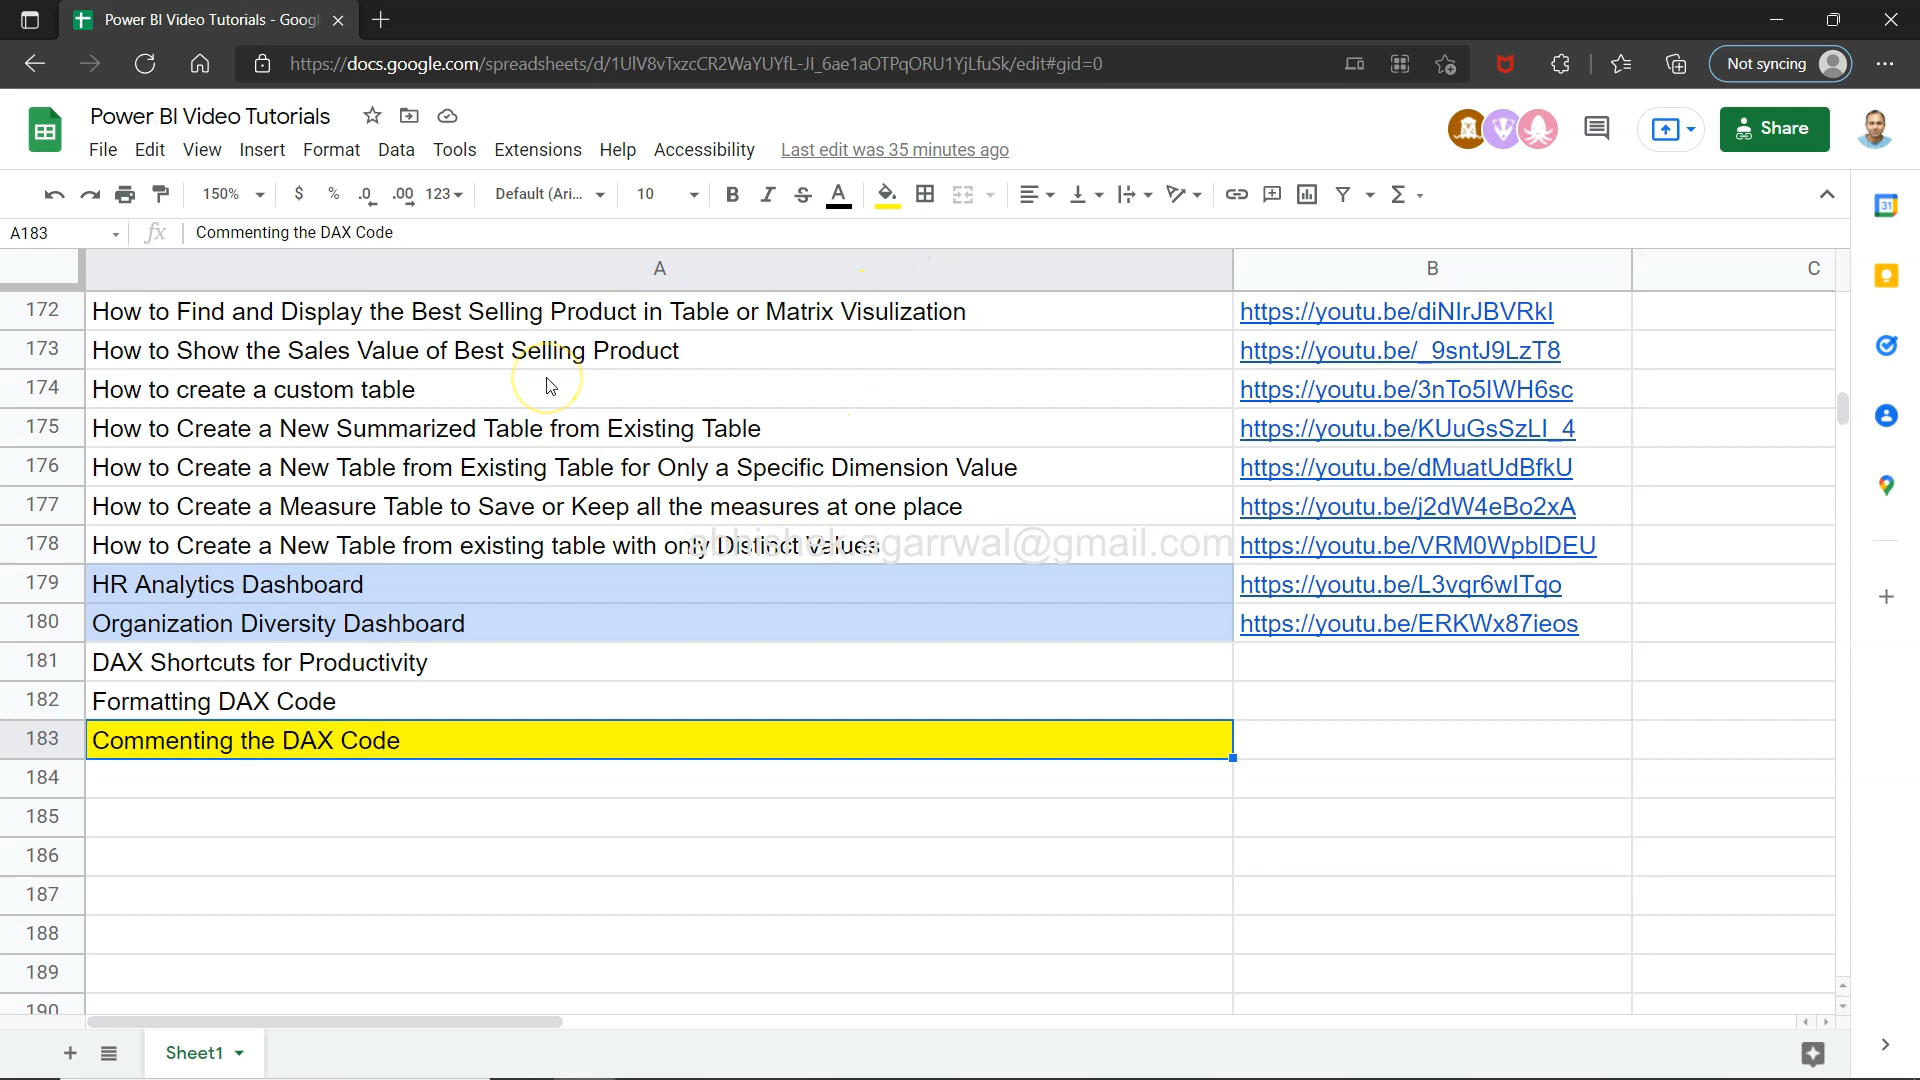 Power BI Video Tutorials - Googl
https://docs.google.com/spreadsheets/d/1UlV8vTxzcCR2WaYUYfL-JI_6ae1aOTPqORU1YjLfuSk/edit#gid=0
Not syncing
Power BI Video Tutorials
File Edit View Insert Format Data Tools Extensions Help Accessibility Last edit was 35 minutes ago
Share
150% $ % .0 .00 123 Default (Ari... 10 B I S A Σ
31
A183 fx Commenting the DAX Code
A B C
172 How to Find and Display the Best Selling Product in Table or Matrix Visulization https://youtu.be/diNIrJBVRkI
173 How to Show the Sales Value of Best Selling Product https://youtu.be/_9sntJ9LzT8
174 How to create a custom table https://youtu.be/3nTo5IWH6sc
175 How to Create a New Summarized Table from Existing Table https://youtu.be/KUuGsSzLI_4
176 How to Create a New Table from Existing Table for Only a Specific Dimension Value https://youtu.be/dMuatUdBfkU
177 How to Create a Measure Table to Save or Keep all the measures at one place https://youtu.be/j2dW4eBo2xA
178 How to Create a New Table from existing table with only Distinct Values https://youtu.be/VRM0WpbIDEU
abhishek.agarrwal@gmail.com
179 HR Analytics Dashboard https://youtu.be/L3vqr6wITqo
180 Organization Diversity Dashboard https://youtu.be/ERKWx87ieos
181 DAX Shortcuts for Productivity
182 Formatting DAX Code
183 Commenting the DAX Code
184
185
186
187
188
189
190
Sheet1